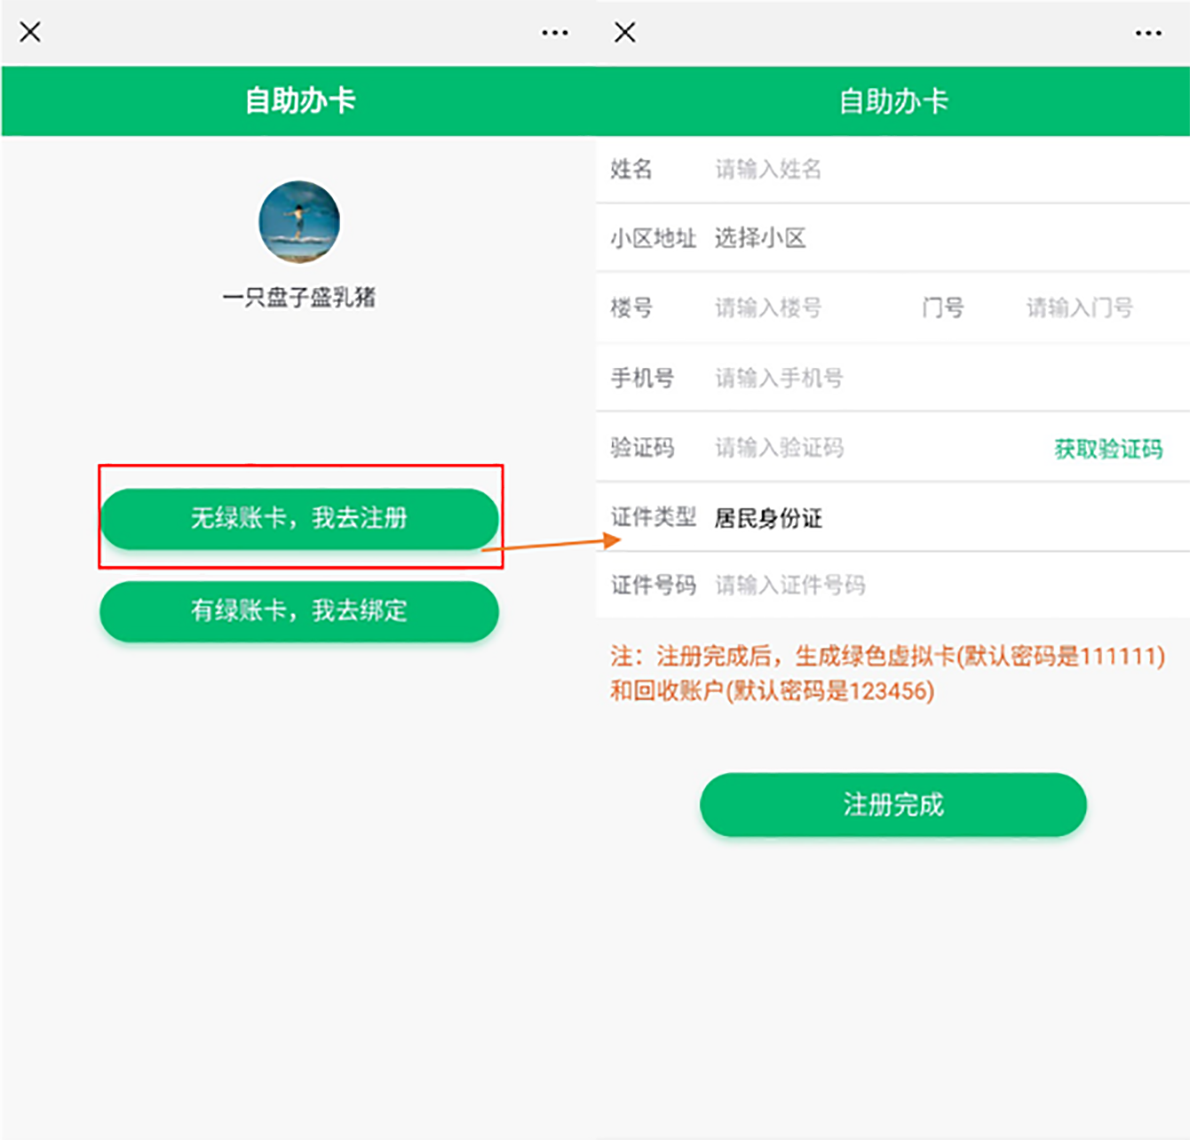 自助办卡
一只盘子盛乳猪
无绿账卡，我去注册
有绿账卡，我去绑定
自助办卡
姓名 请输入姓名
小区地址 选择小区
楼号 请输入楼号 门号 请输入门号
手机号 请输入手机号
验证码 请输入验证码 获取验证码
证件类型 居民身份证
证件号码 请输入证件号码
注：注册完成后，生成绿色虚拟卡(默认密码是111111)
和回收账户(默认密码是123456)
注册完成